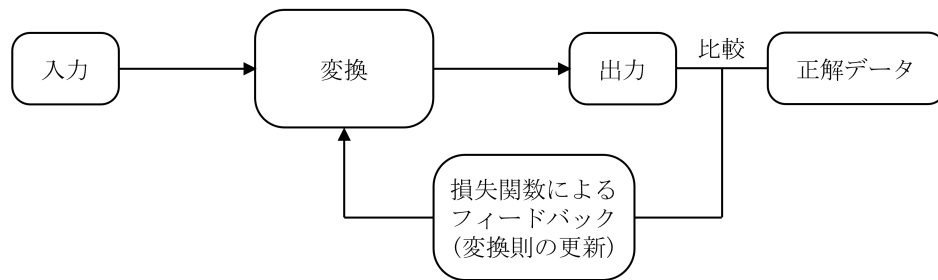 入力
変換
出力
比較
正解データ
損失関数による
フィードバック
(変換則の更新)